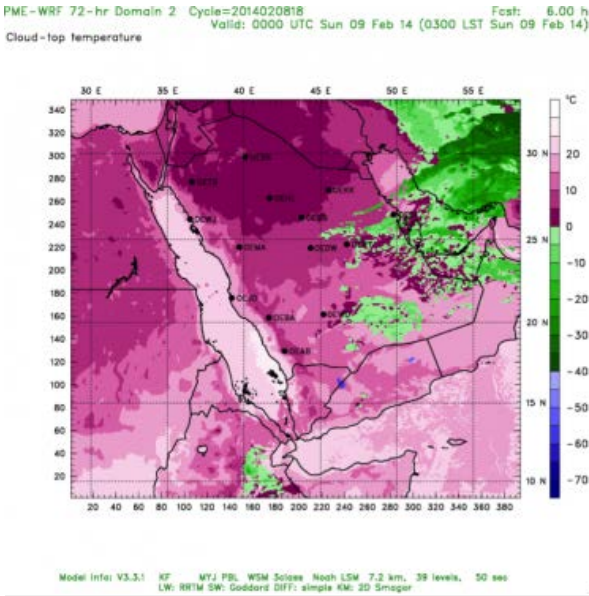 PME-WRF 72-hr Domain 2 Cycle=2014020818 Fcst: 6.00 h
Valid: 0000 UTC Sun 09 Feb 14 (0300 LST Sun 09 Feb 14)
Cloud-top temperature
30 E 35 E 40 E 45 E 50 E 55 E °C
340
320
300 30 N 20
280
260 10
240 0
220 25 N
200 -10
180 -20
160 20 N
140 -30
120
100 -40
80 15 N -50
60
40 -60
20 10 N -70
OEMA
OEJD
OEBA
OEAB
20 40 60 80 100 120 140 160 180 200 220 240 260 280 300 320 340 360 380
Model Info: V3.3.1 KF MYJ PBL WSM 3class Noah LSM 7.2 km, 39 levels, 50 sec
LW: RRTM SW: Goddard DIFF: simple KM: 2D Smagor